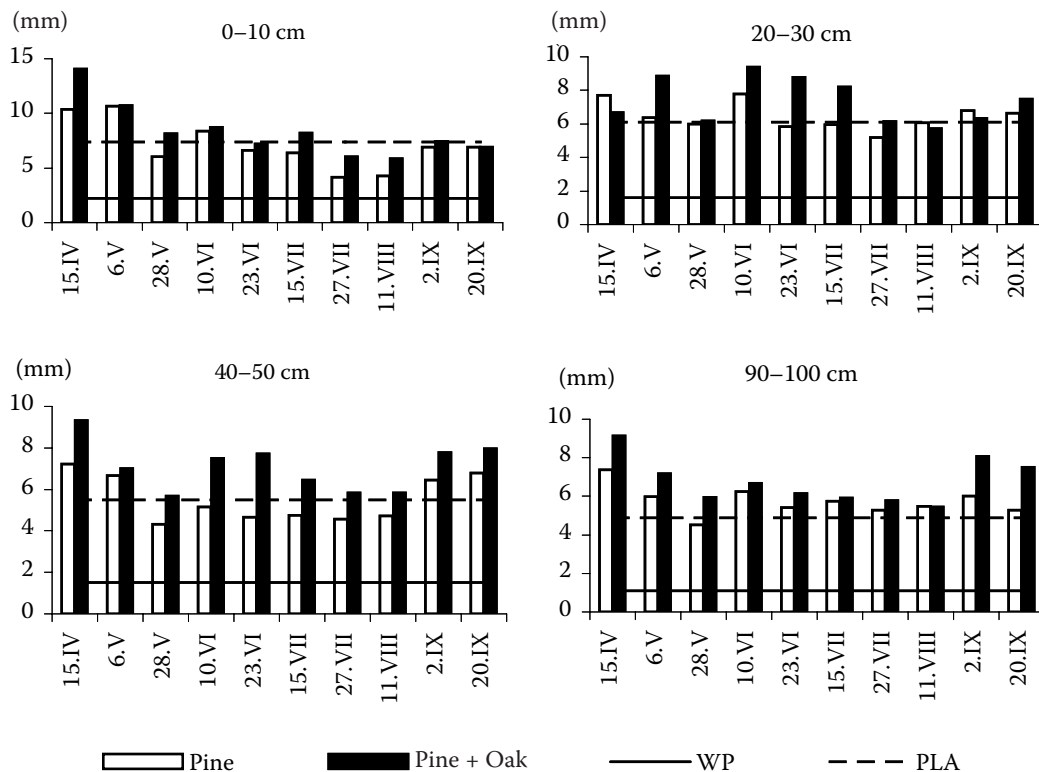 (mm)
0–10 cm
15
10
5
0
15.IV
6.V
28.V
10.VI
23.VI
15.VII
27.VII
11.VIII
2.IX
20.IX
(mm)
20–30 cm
10
8
6
4
2
0
15.IV
6.V
28.V
10.VI
23.VI
15.VII
27.VII
11.VIII
2.IX
20.IX
(mm)
40–50 cm
10
8
6
4
2
0
15.IV
6.V
28.V
10.VI
23.VI
15.VII
27.VII
11.VIII
2.IX
20.IX
(mm)
90–100 cm
10
8
6
4
2
0
15.IV
6.V
28.V
10.VI
23.VI
15.VII
27.VII
11.VIII
2.IX
20.IX
Pine
Pine + Oak
WP
PLA